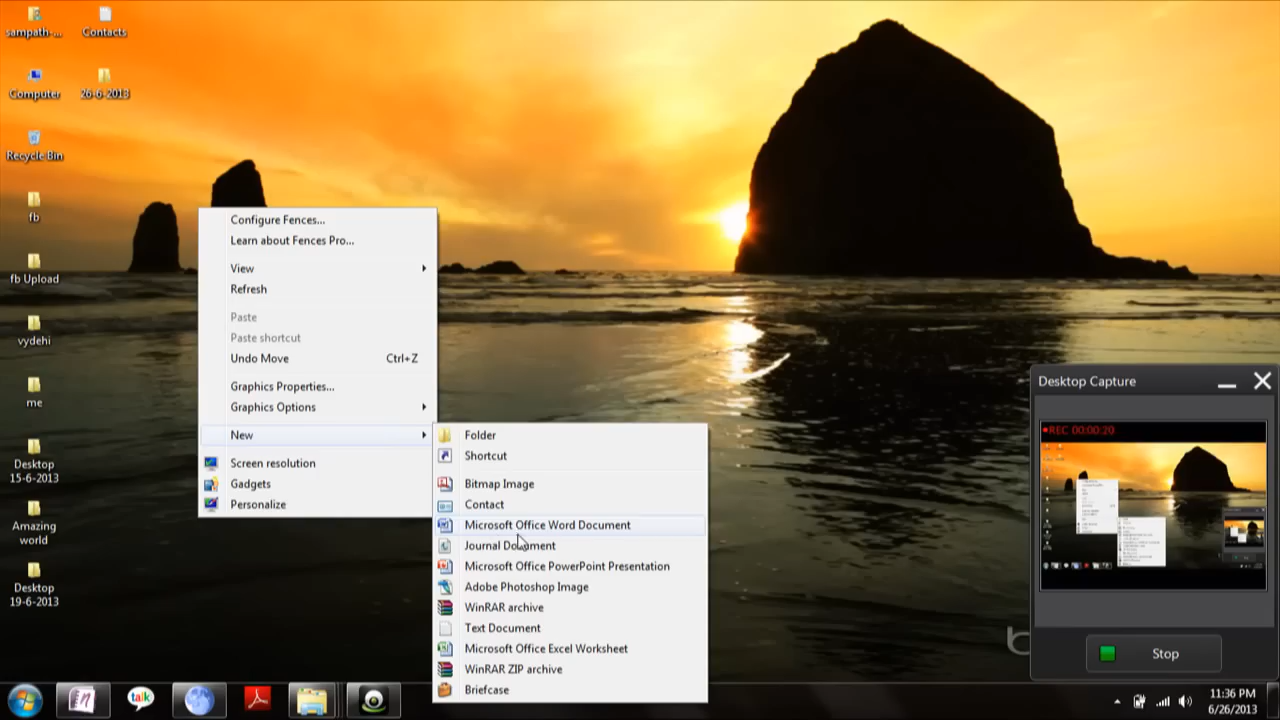 sampath-...
Contacts
Computer
26-6-2013
Recycle Bin
fb
fb Upload
vydehi
me
Desktop
15-6-2013
Amazing
world
Desktop
19-6-2013
Configure Fences...
Learn about Fences Pro...
View
Refresh
Paste
Paste shortcut
Undo Move Ctrl+Z
Graphics Properties...
Graphics Options
New
Screen resolution
Gadgets
Personalize
Folder
Shortcut
Bitmap Image
Contact
Microsoft Office Word Document
Journal Document
Microsoft Office PowerPoint Presentation
Adobe Photoshop Image
WinRAR archive
Text Document
Microsoft Office Excel Worksheet
WinRAR ZIP archive
Briefcase
Desktop Capture
REC 00:00:20
Stop
talk
11:36 PM
6/26/2013